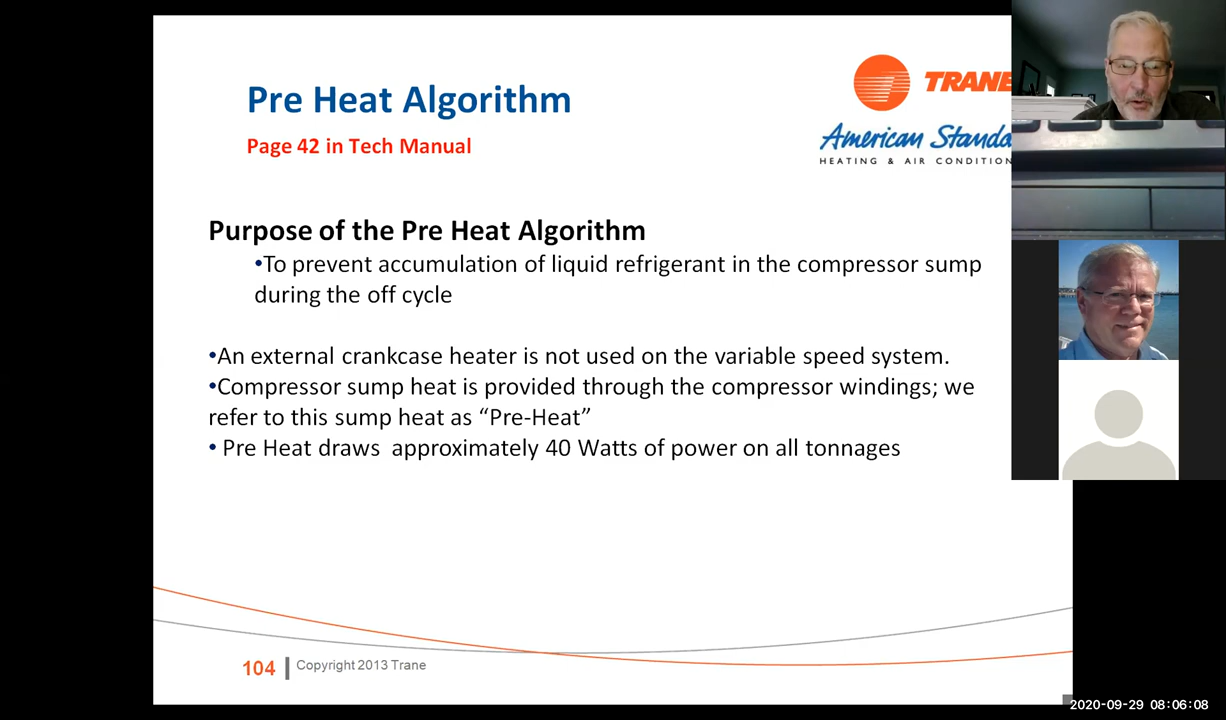 Pre Heat Algorithm
Page 42 in Tech Manual
TRANE
American Standa
HEATING & AIR CONDITION
Purpose of the Pre Heat Algorithm
•To prevent accumulation of liquid refrigerant in the compressor sump
during the off cycle
•An external crankcase heater is not used on the variable speed system.
•Compressor sump heat is provided through the compressor windings; we
refer to this sump heat as “Pre-Heat”
• Pre Heat draws  approximately 40 Watts of power on all tonnages
104
Copyright 2013 Trane
2020-09-29 08:06:08